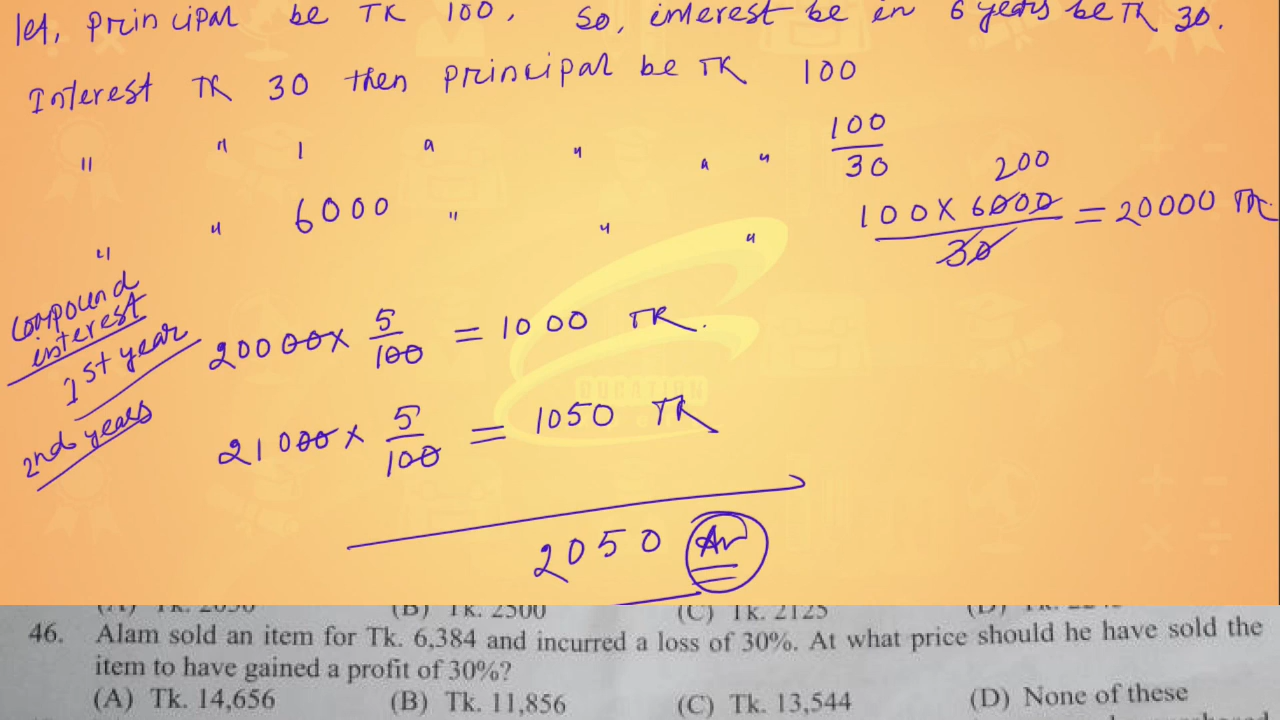 let, principal be TK 100, So, interest be in 6 years be TK 30.
Interest TK 30 then principal be TK 100
" " 1 " " " " 100/30
" " 6000 " " " 100 X 6000/30 = 20000 TK.
200
compound interest
1st year 20000 x 5/100 = 1000 TK.
2nd years 21000 x 5/100 = 1050 TK
2050 An
EDUCATION
(A) TK. 2050 (B) TK. 2500 (C) Tk. 2125 (D)
46. Alam sold an item for Tk. 6,384 and incurred a loss of 30%. At what price should he have sold the
item to have gained a profit of 30%?
(A) Tk. 14,656 (B) Tk. 11,856 (C) Tk. 13,544 (D) None of these